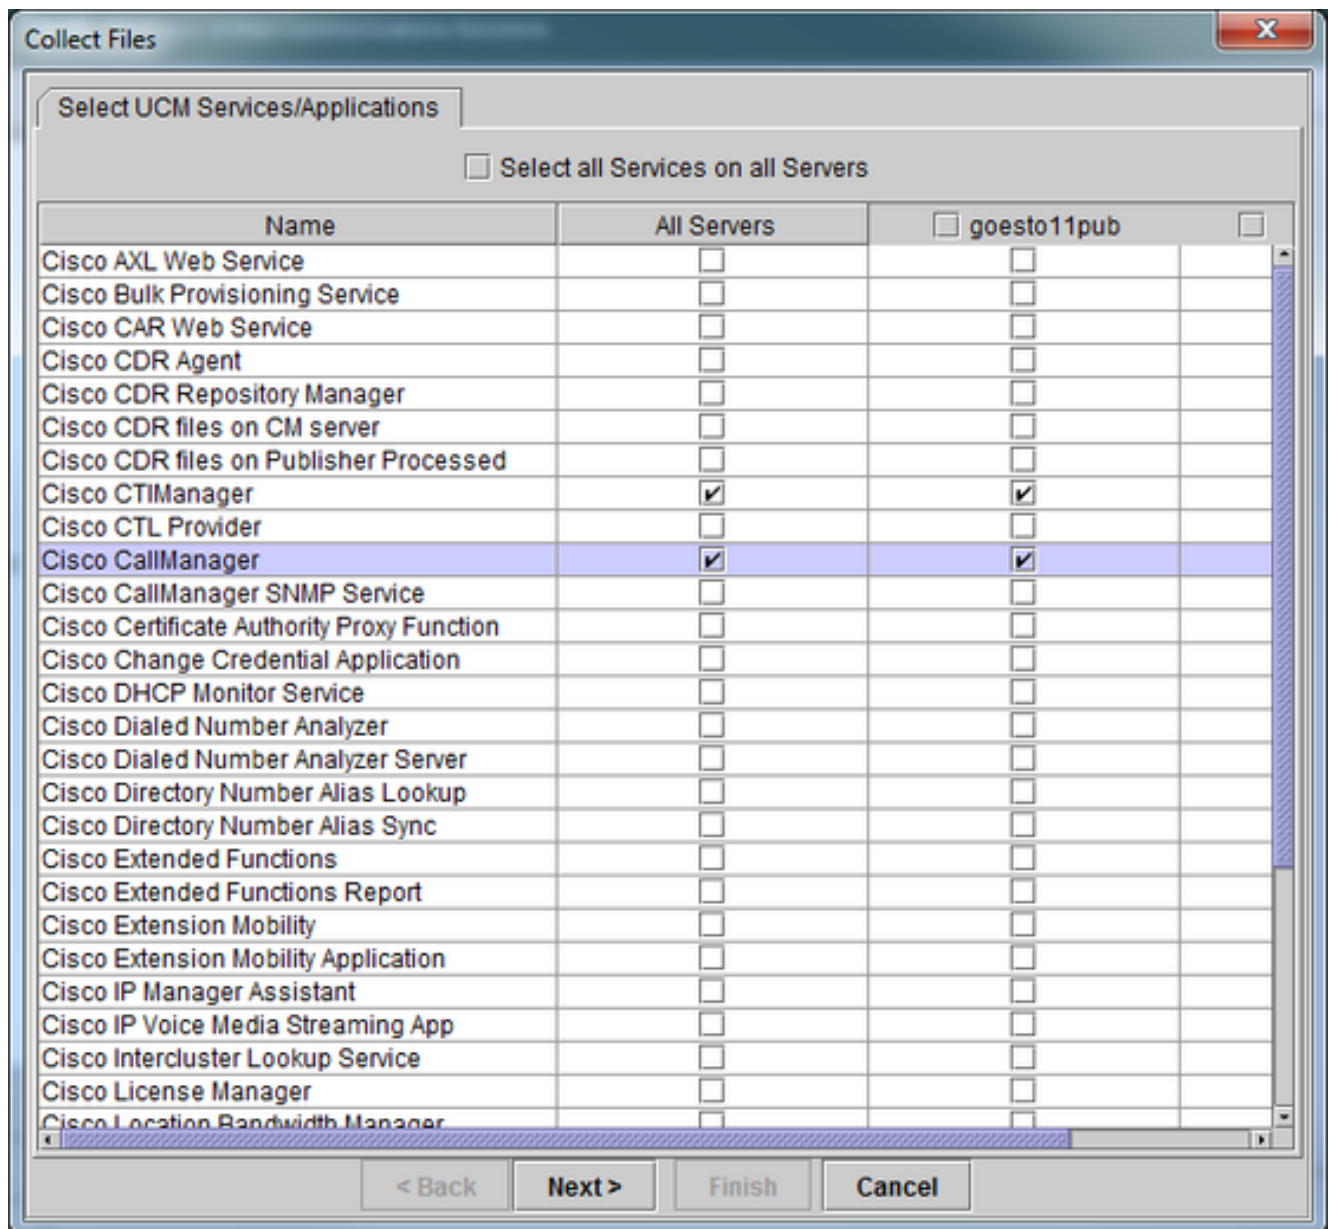 Collect Files
Select UCM Services/Applications
Select all Services on all Servers
Name All Servers goesto11pub
Cisco AXL Web Service
Cisco Bulk Provisioning Service
Cisco CAR Web Service
Cisco CDR Agent
Cisco CDR Repository Manager
Cisco CDR files on CM server
Cisco CDR files on Publisher Processed
Cisco CTIManager
Cisco CTL Provider
Cisco CallManager
Cisco CallManager SNMP Service
Cisco Certificate Authority Proxy Function
Cisco Change Credential Application
Cisco DHCP Monitor Service
Cisco Dialed Number Analyzer
Cisco Dialed Number Analyzer Server
Cisco Directory Number Alias Lookup
Cisco Directory Number Alias Sync
Cisco Extended Functions
Cisco Extended Functions Report
Cisco Extension Mobility
Cisco Extension Mobility Application
Cisco IP Manager Assistant
Cisco IP Voice Media Streaming App
Cisco Intercluster Lookup Service
Cisco License Manager
Cisco Location Bandwidth Manager
< Back Next > Finish Cancel